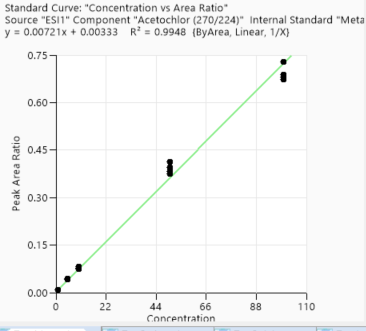 Standard Curve: "Concentration vs Area Ratio"
Source "ESI1" Component "Acetochlor (270/224)" Internal Standard "Meta
y = 0.00721x + 0.00333 R² = 0.9948 (ByArea, Linear, 1/X)
0.75
0.60
0.45
0.30
0.15
0.00
Peak Area Ratio
0 22 44 66 88 110
Concentration